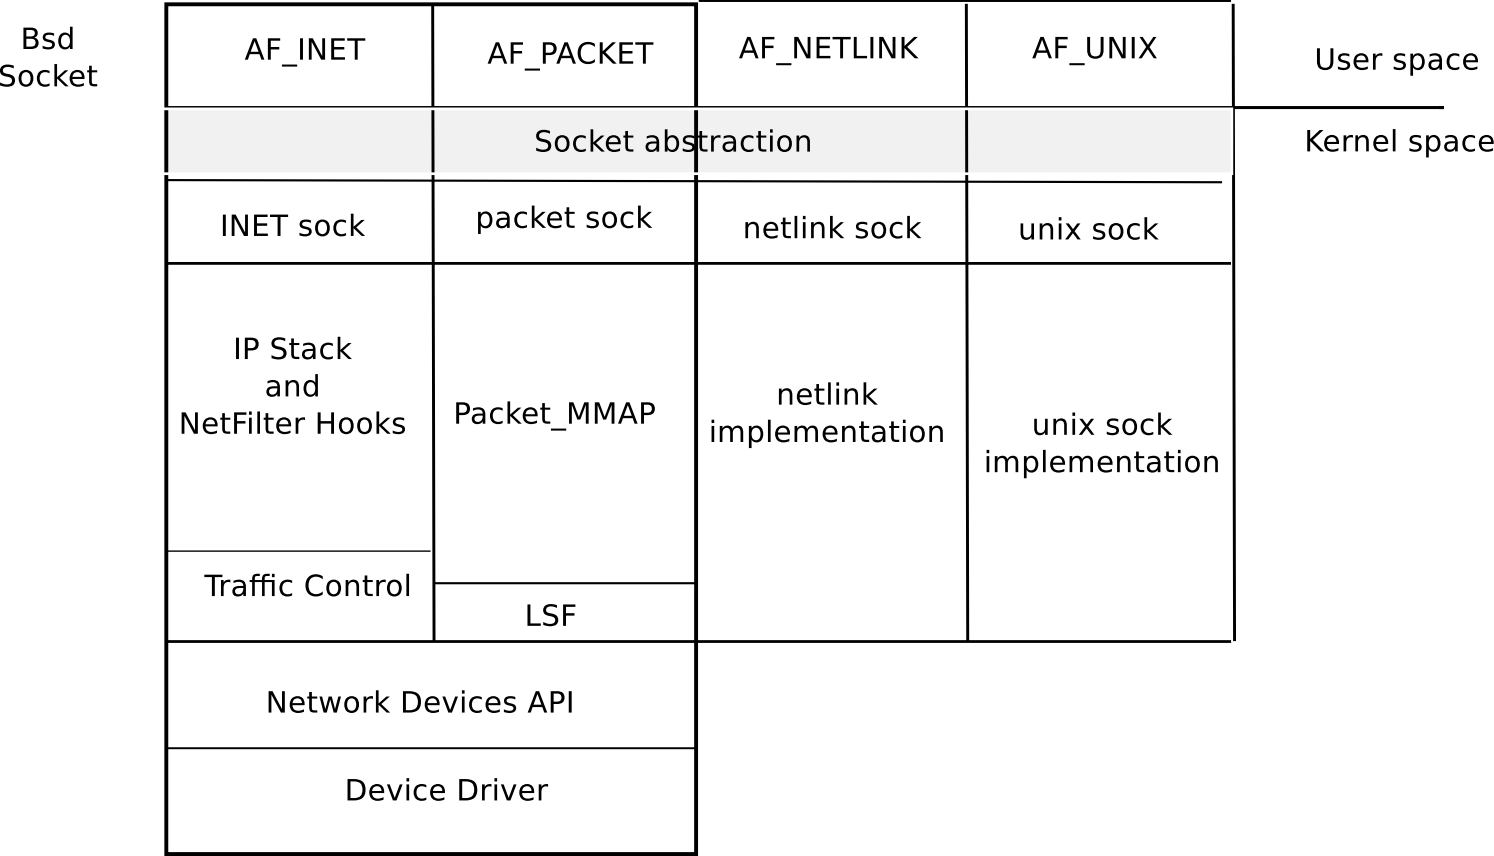 Bsd
Socket
AF_INET
AF_PACKET
AF_NETLINK
AF_UNIX
User space
Socket abstraction
Kernel space
INET sock
packet sock
netlink sock
unix sock
IP Stack
and
NetFilter Hooks
Packet_MMAP
netlink
implementation
unix sock
implementation
Traffic Control
LSF
Network Devices API
Device Driver